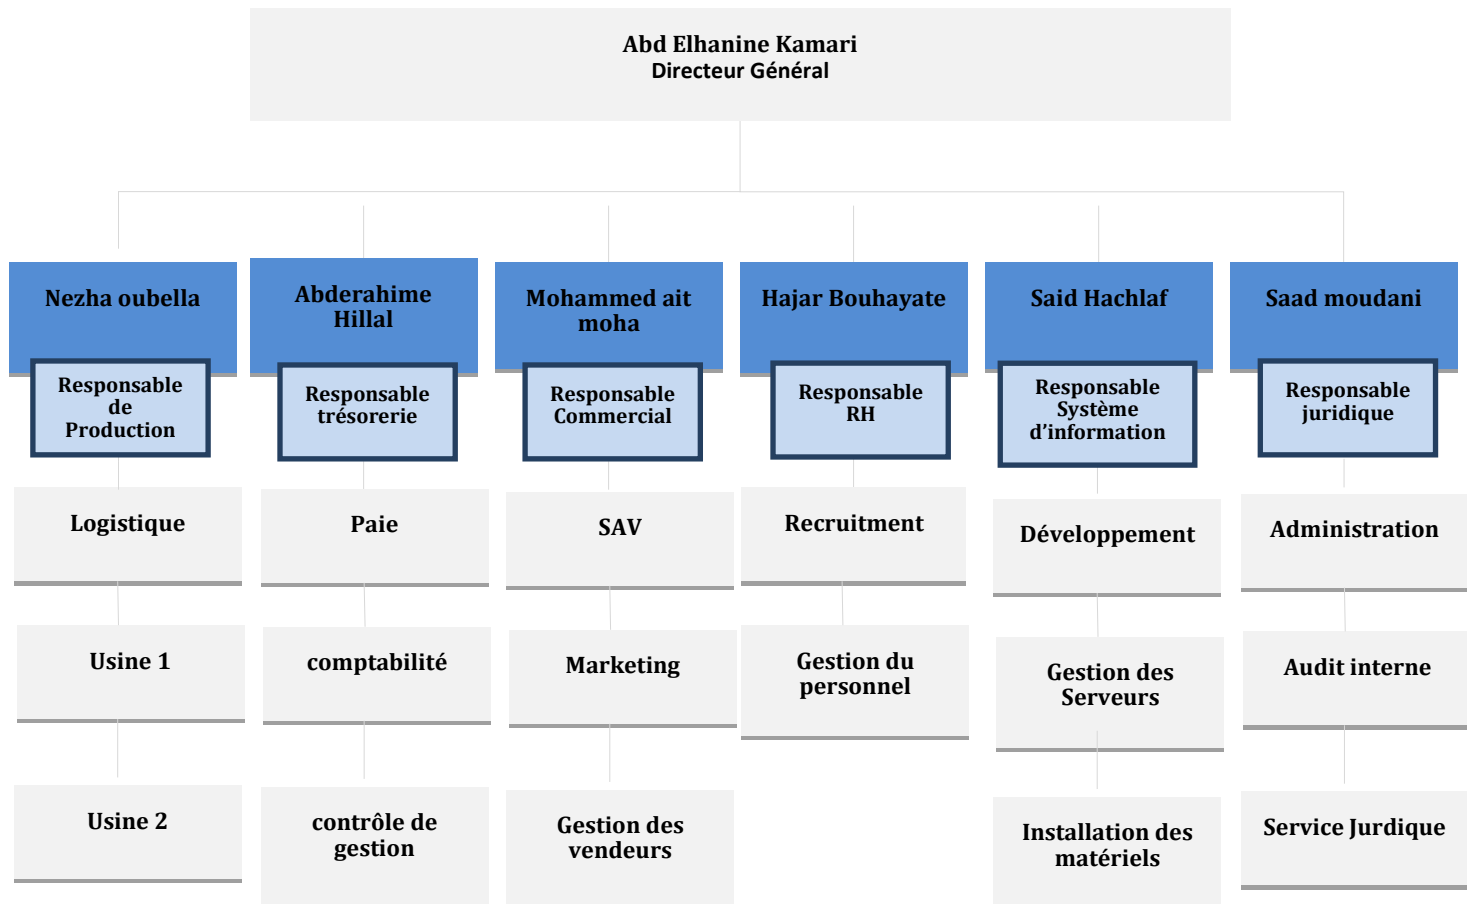 Abd Elhanine Kamari
Directeur Général
Nezha oubella
Abderahime
Hillal
Mohammed ait
moha
Hajar Bouhayate
Said Hachlaf
Saad moudani
Responsable
de
Production
Responsable
trésorerie
Responsable
Commercial
Responsable
RH
Responsable
Système
d’information
Responsable
juridique
Logistique
Paie
SAV
Recruitment
Développement
Administration
Usine 1
comptabilité
Marketing
Gestion du
personnel
Gestion des
Serveurs
Audit interne
Usine 2
contrôle de
gestion
Gestion des
vendeurs
Installation des
matériels
Service Jurdique